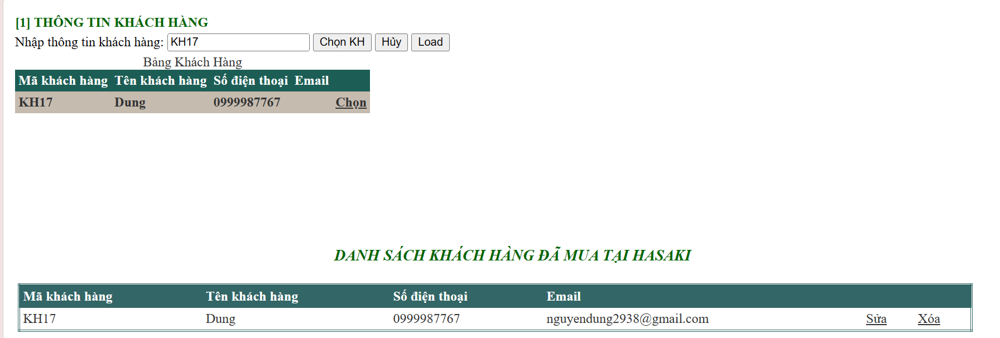 [1] THÔNG TIN KHÁCH HÀNG
Nhập thông tin khách hàng: KH17 Chọn KH Hủy Load
Bảng Khách Hàng
Mã khách hàng Tên khách hàng Số điện thoại Email
KH17 Dung 0999987767 Chọn
DANH SÁCH KHÁCH HÀNG ĐÃ MUA TẠI HASAKI
Mã khách hàng Tên khách hàng Số điện thoại Email
KH17 Dung 0999987767 nguyendung2938@gmail.com Sửa Xóa